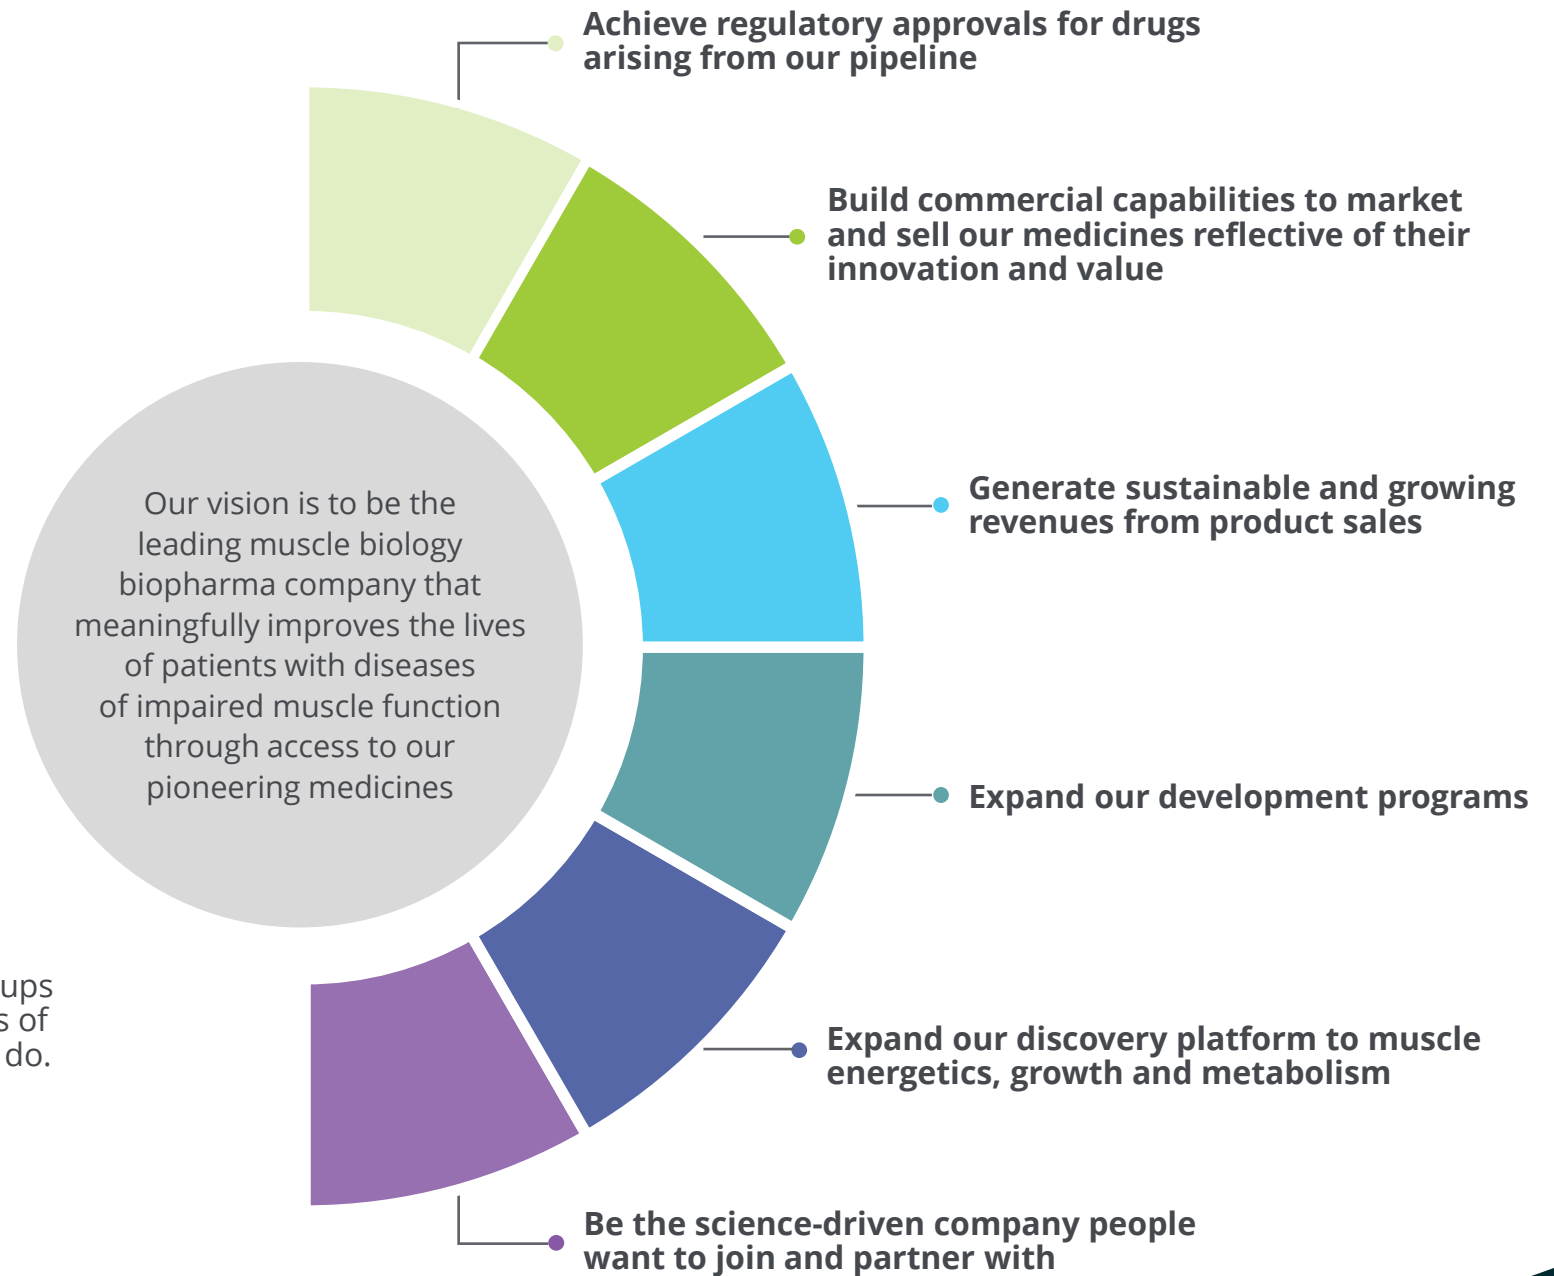 Achieve regulatory approvals for drugs
arising from our pipeline
Build commercial capabilities to market
and sell our medicines reflective of their
innovation and value
Generate sustainable and growing
revenues from product sales
Our vision is to be the
leading muscle biology
biopharma company that
meaningfully improves the lives
of patients with diseases
of impaired muscle function
through access to our
pioneering medicines
Expand our development programs
ups
s of
do.
Expand our discovery platform to muscle
energetics, growth and metabolism
Be the science-driven company people
want to join and partner with